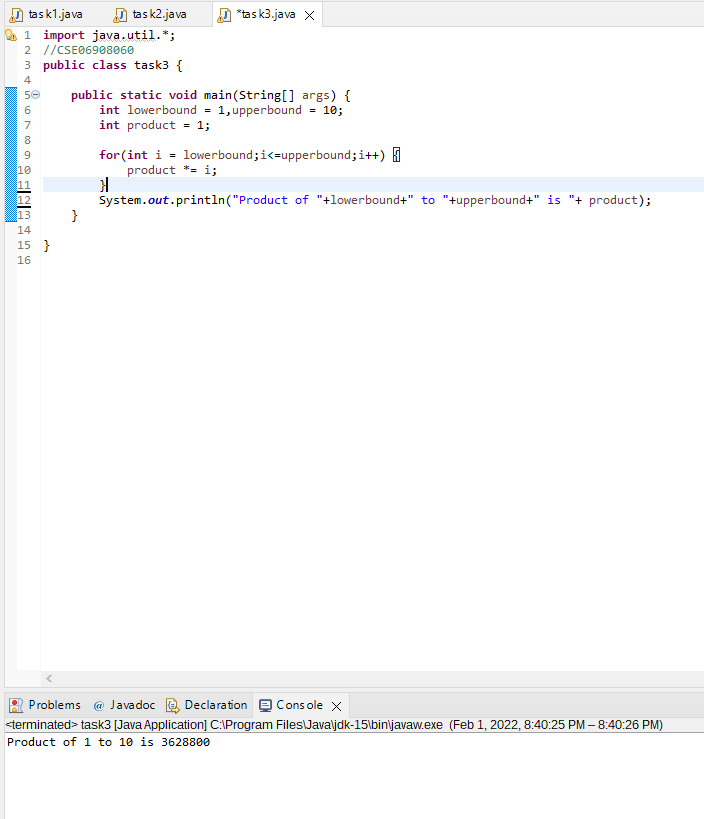 task1.java task2.java *task3.java
1 import java.util.*;
2 //CSE06908060
3 public class task3 {
4
5 public static void main(String[] args) {
6 int lowerbound = 1,upperbound = 10;
7 int product = 1;
8
9 for(int i = lowerbound;i<=upperbound;i++) {
10 product *= i;
11 }
12 System.out.println("Product of "+lowerbound+" to "+upperbound+" is "+ product);
13 }
14
15 }
16
Problems @ Javadoc Declaration Console
<terminated> task3 [Java Application] C:\Program Files\Java\jdk-15\bin\javaw.exe (Feb 1, 2022, 8:40:25 PM – 8:40:26 PM)
Product of 1 to 10 is 3628800